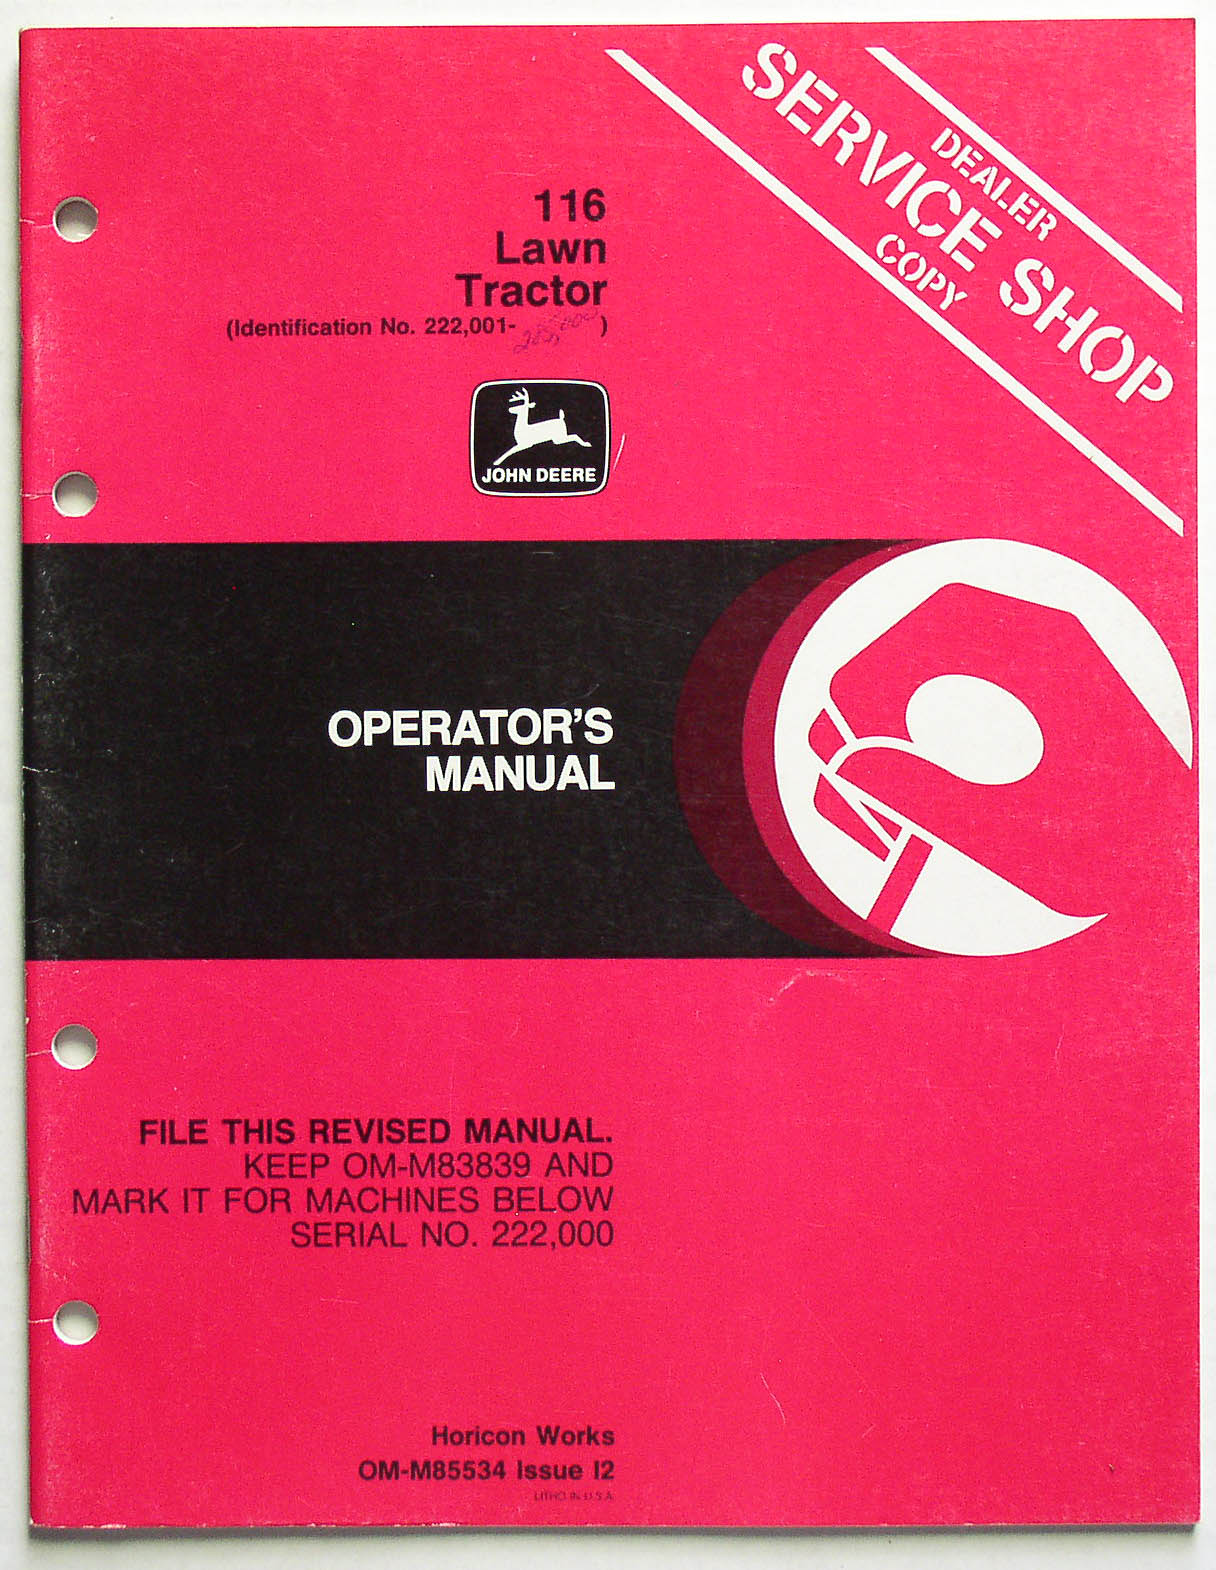 DEALER
SERVICE SHOP
COPY
116
Lawn
Tractor
(Identification No. 222,001- )
JOHN DEERE
OPERATOR'S
MANUAL
FILE THIS REVISED MANUAL.
KEEP OM-M83839 AND
MARK IT FOR MACHINES BELOW
SERIAL NO. 222,000
Horicon Works
OM-M85534 Issue I2
LITHO IN U.S.A.